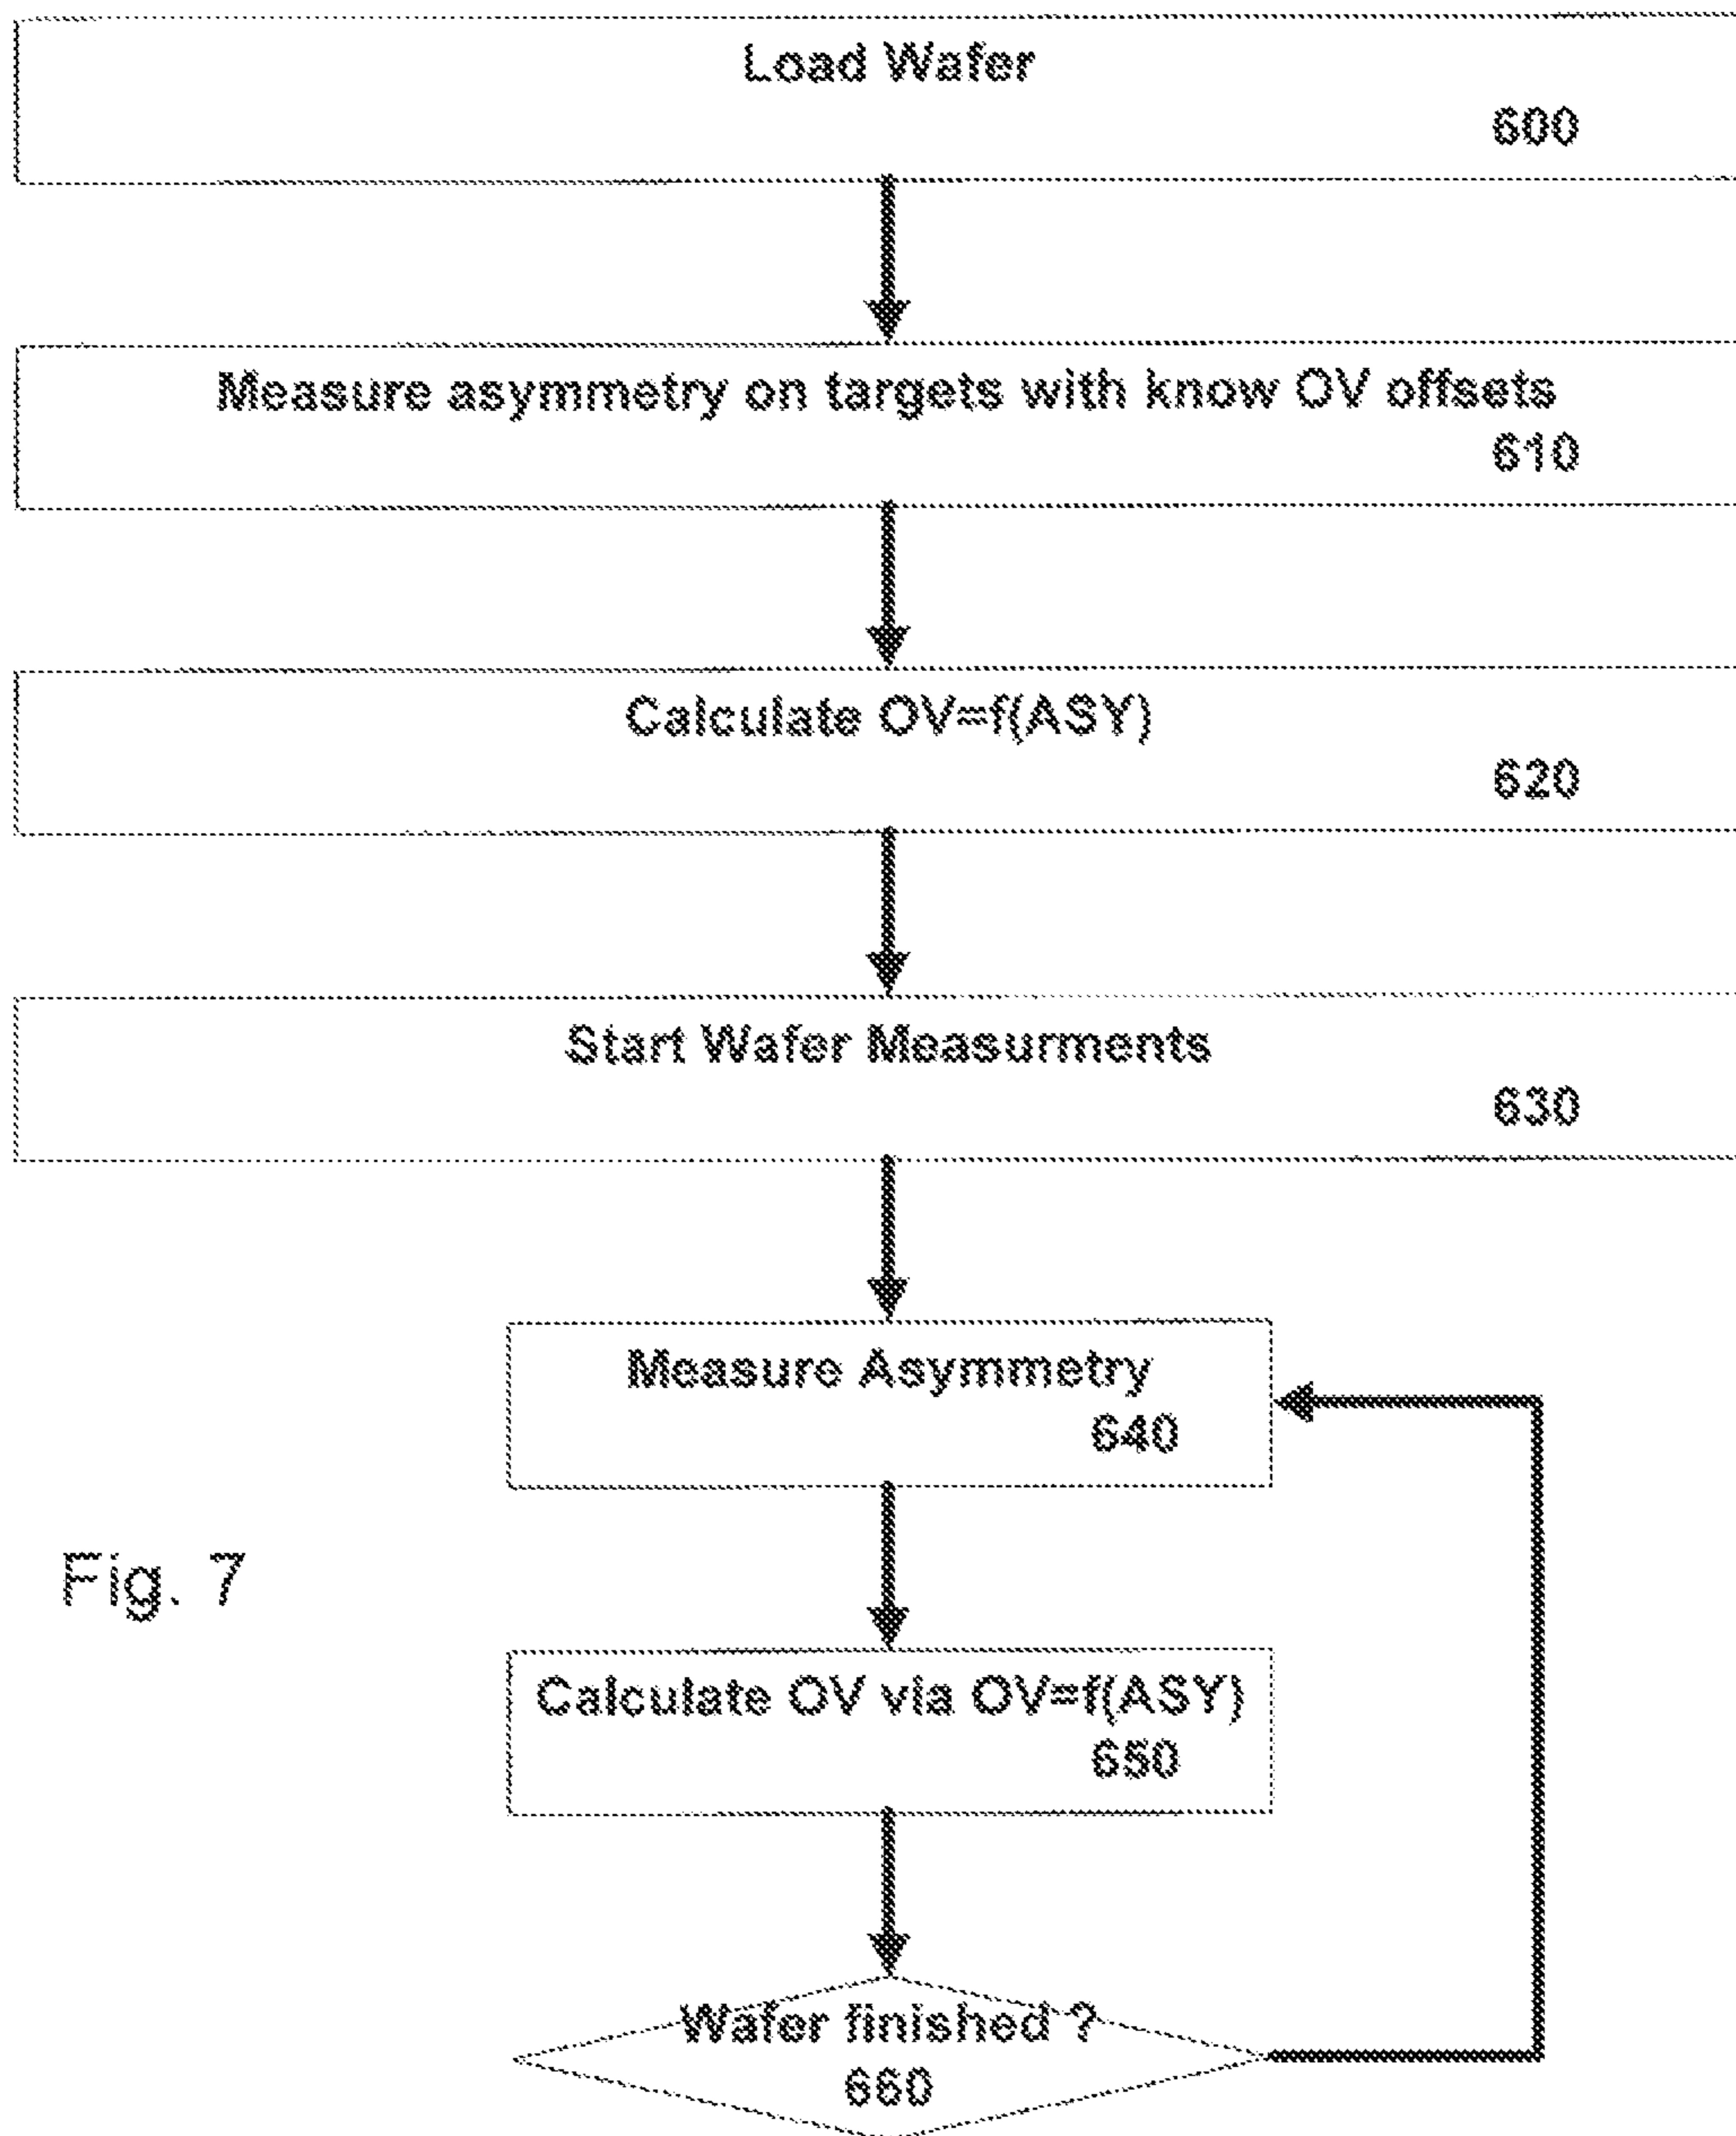 Load Wafer
600
Measure asymmetry on targets with know OV offsets
610
Calculate OV=f(ASY)
620
Start Wafer Measurments
630
Measure Asymmetry
640
Fig. 7
Calculate OV via OV=f(ASY)
650
Wafer finished ?
660